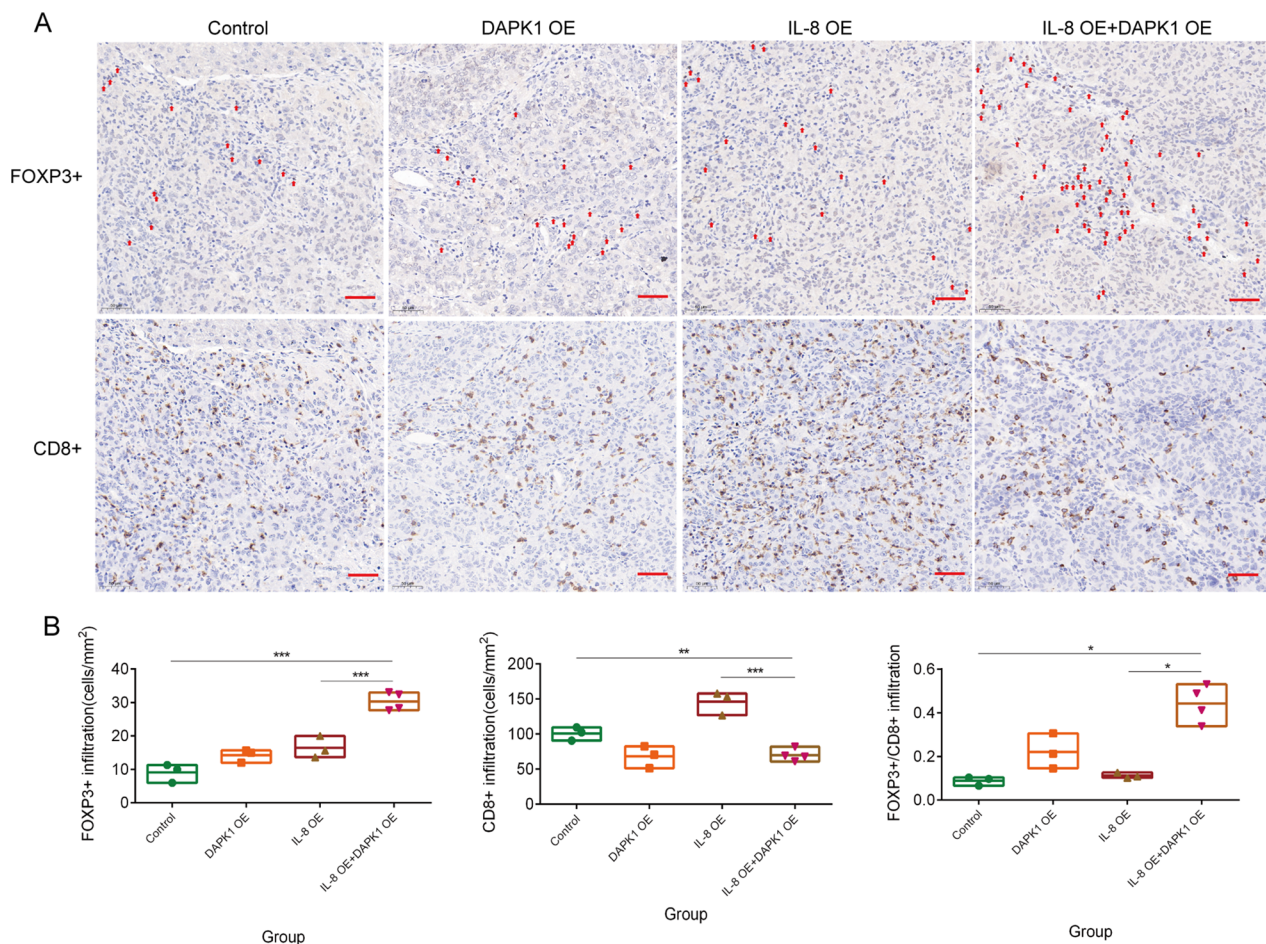 A
Control
DAPK1 OE
IL-8 OE
IL-8 OE+DAPK1 OE
FOXP3+
CD8+
B
FOXP3+ infiltration(cells/mm²)
40
30
20
10
0
***
***
Control
DAPK1 OE
IL-8 OE
IL-8 OE+DAPK1 OE
Group
CD8+ infiltration(cells/mm²)
200
150
100
50
0
**
***
Control
DAPK1 OE
IL-8 OE
IL-8 OE+DAPK1 OE
Group
FOXP3+/CD8+ infiltration
0.6
0.4
0.2
0.0
*
*
Control
DAPK1 OE
IL-8 OE
IL-8 OE+DAPK1 OE
Group